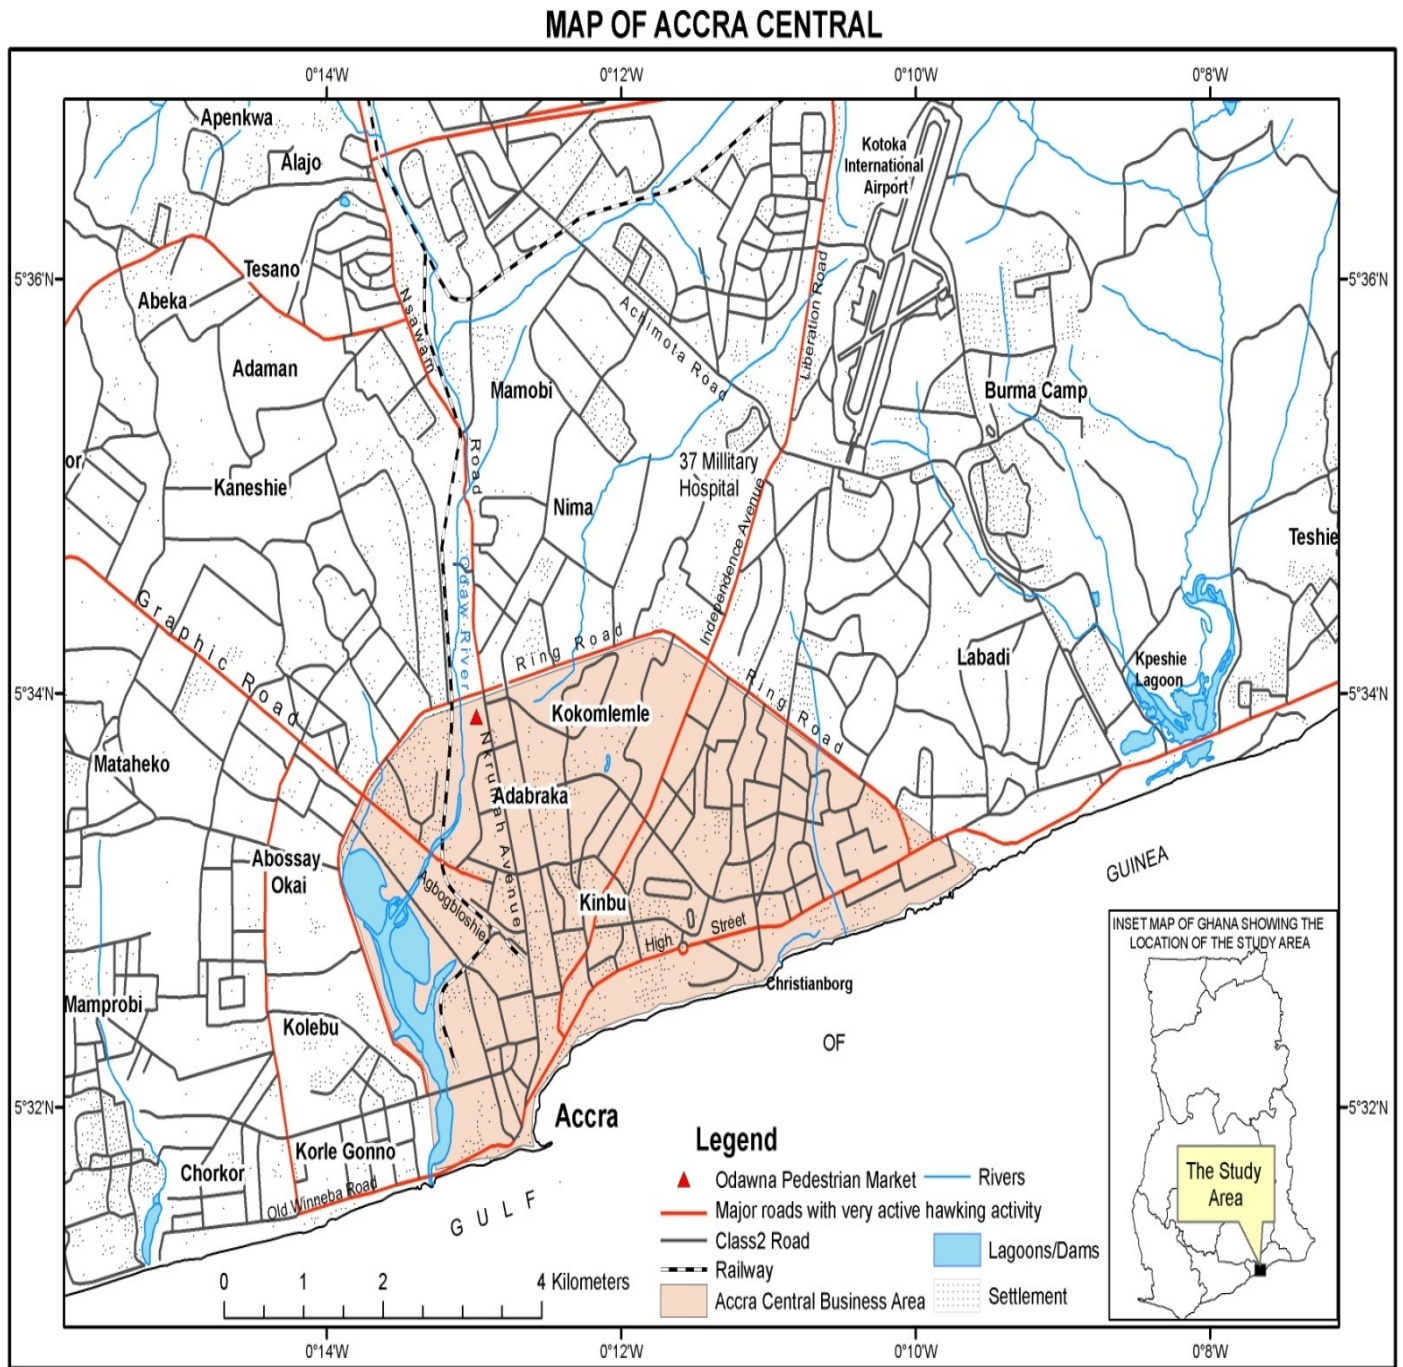 MAP OF ACCRA CENTRAL
0°14'W
0°12'W
0°10'W
0°8'W
Apenkwa
Alajo
Kotoka
International
Airport
5°36'N
5°36'N
Tesano
Abeka
Nsawam
Road
Achimota Road
Liberation Road
Adaman
Mamobi
Burma Camp
or
Kaneshie
37 Millitary
Hospital
Nima
Independence Avenue
Teshie
Odaw River
Graphic Road
Ring Road
Ring Road
Labadi
Kpeshie
Lagoon
5°34'N
5°34'N
Kokomlemle
Nkrumah Avenue
Mataheko
Adabraka
Abossay
Okai
Agbogbloshie
Kinbu
High Street
GULF
OF
GUINEA
Christianborg
Mamprobi
Kolebu
5°32'N
5°32'N
Accra
Korle Gonno
Chorkor
Old Winneba Road
0 1 2 4 Kilometers
Legend
Odawna Pedestrian Market
Rivers
Major roads with very active hawking activity
Class2 Road
Lagoons/Dams
Railway
Accra Central Business Area
Settlement
INSET MAP OF GHANA SHOWING THE
LOCATION OF THE STUDY AREA
The Study
Area
0°14'W
0°12'W
0°10'W
0°8'W